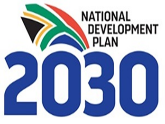 NATIONAL
DEVELOPMENT
PLAN
2030